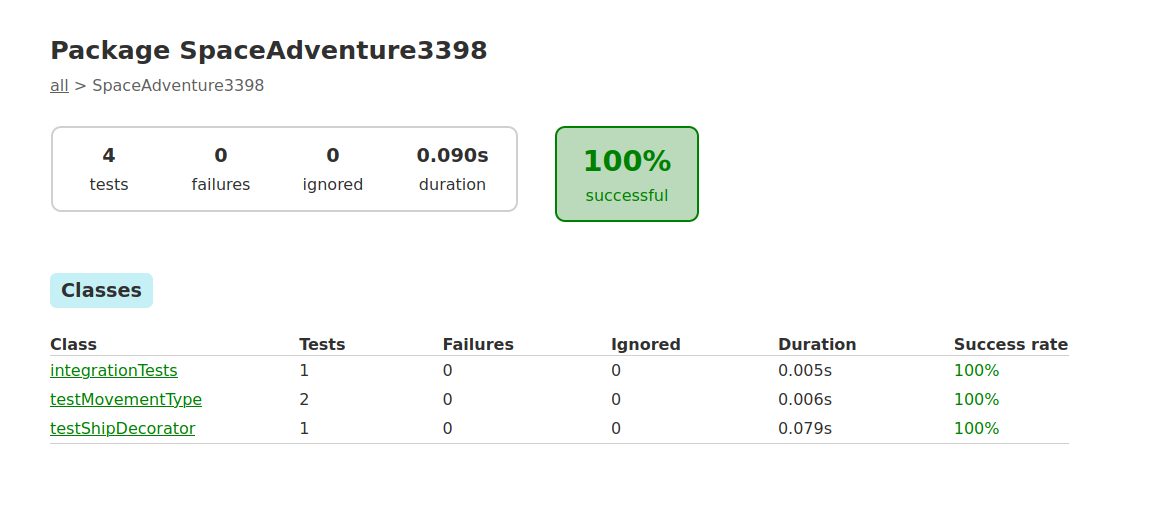 Package SpaceAdventure3398
all > SpaceAdventure3398
4 0 0 0.090s
tests failures ignored duration
100%
successful
Classes
Class Tests Failures Ignored Duration Success rate
integrationTests 1 0 0 0.005s 100%
testMovementType 2 0 0 0.006s 100%
testShipDecorator 1 0 0 0.079s 100%